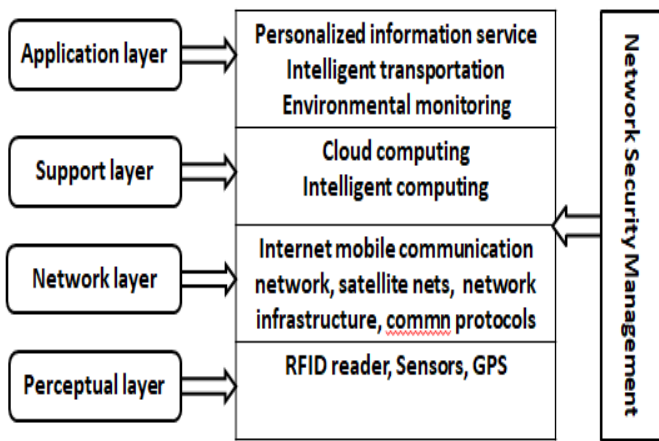 Application layer
Personalized information service
Intelligent transportation
Environmental monitoring
Support layer
Cloud computing
Intelligent computing
Network layer
Internet mobile communication
network, satellite nets, network
infrastructure, commn protocols
Perceptual layer
RFID reader, Sensors, GPS
Network Security Management